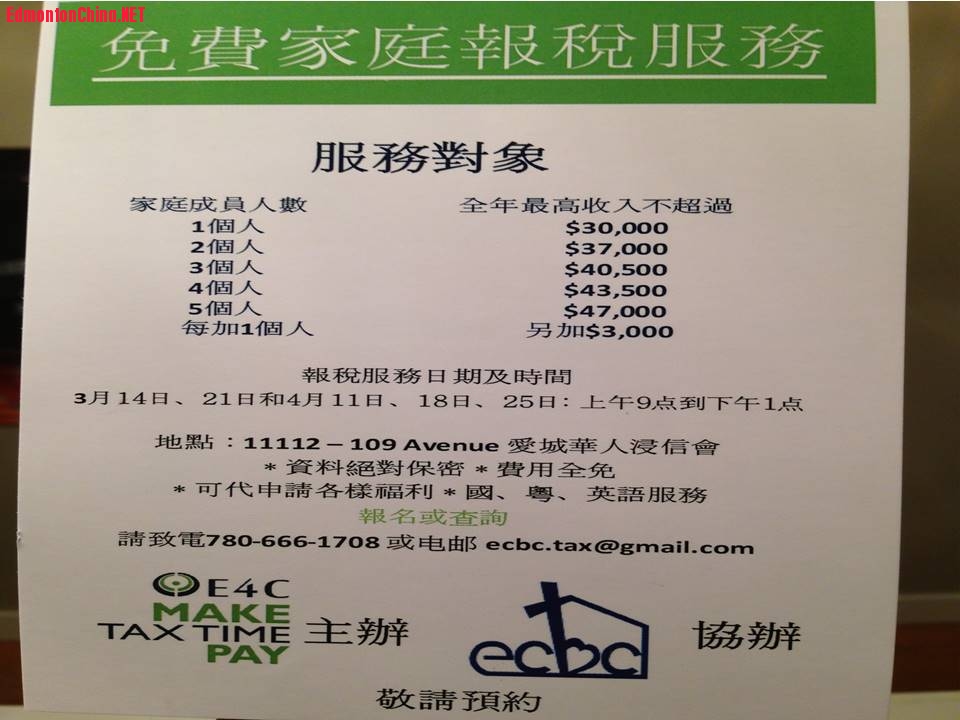 EdmontonChina.NET
免費家庭報稅服務
服務對象
家庭成員人數 全年最高收入不超過
1個人 $30,000
2個人 $37,000
3個人 $40,500
4個人 $43,500
5個人 $47,000
每加1個人 另加$3,000
報稅服務日期及時間
3月14日、21日和4月11日、18日、25日: 上午9点到下午1点
地點：11112 – 109 Avenue 愛城華人浸信會
* 資料絕對保密 * 費用全免
* 可代申請各樣福利 * 國、粵、英語服務
報名或查詢
請致電780-666-1708 或电邮 ecbc.tax@gmail.com
E4C
MAKE
TAX TIME
PAY
主辦
ecbc
協辦
敬請預約